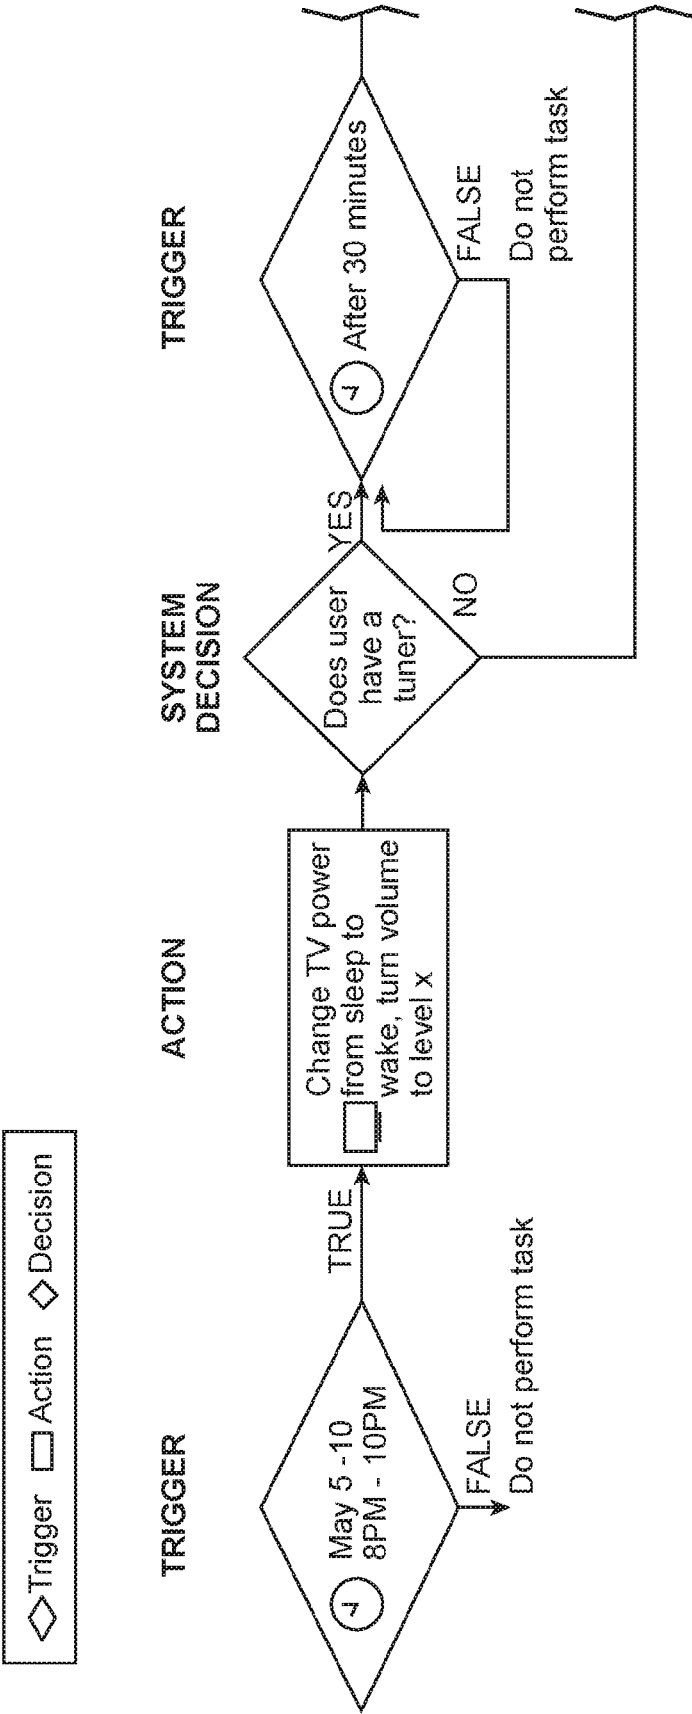 Trigger
Action
Decision
TRIGGER
May 5 -10
8PM - 10PM
TRUE
FALSE
Do not perform task
ACTION
Change TV power
from sleep to
wake, turn volume
to level x
SYSTEM
DECISION
Does user
have a
tuner?
YES
NO
TRIGGER
After 30 minutes
FALSE
Do not
perform task